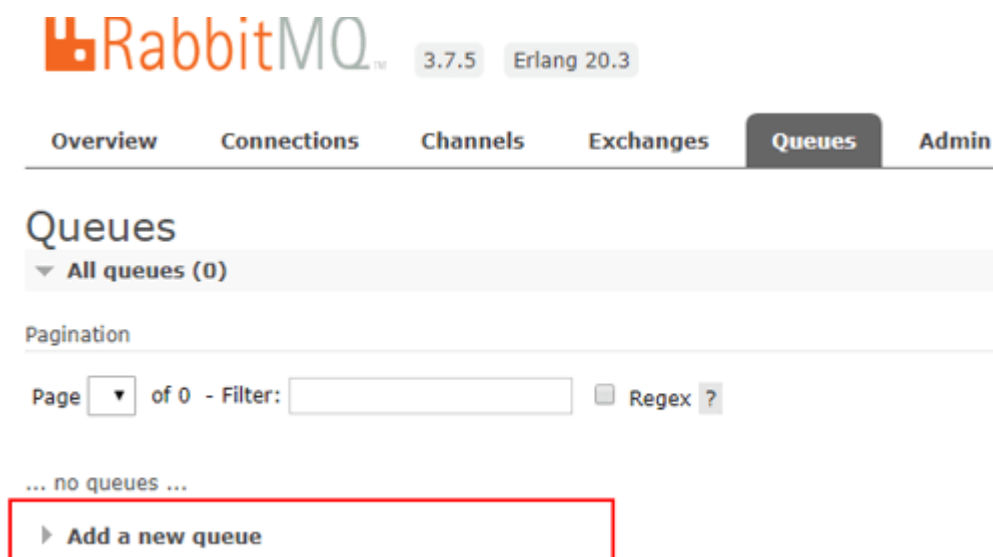 RabbitMQ TM 3.7.5 Erlang 20.3
Overview Connections Channels Exchanges Queues Admin
Queues
All queues (0)
Pagination
Page of 0 - Filter: Regex ?
... no queues ...
Add a new queue